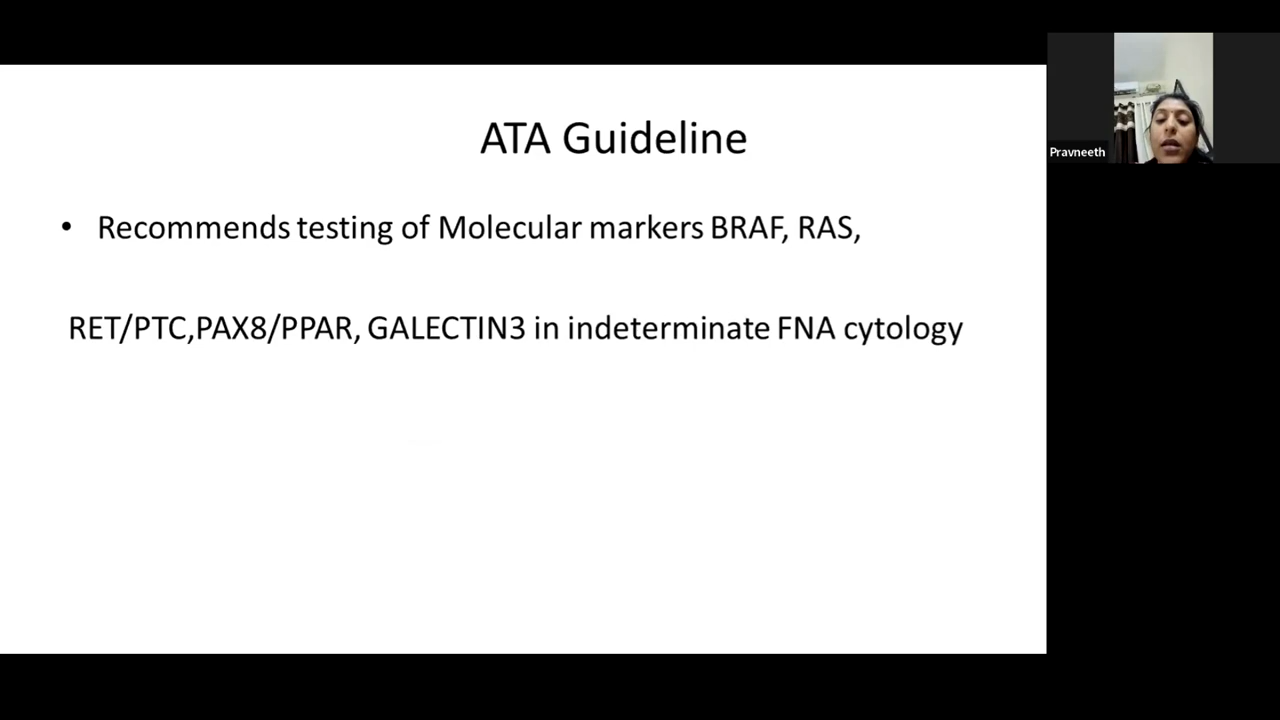 ATA Guideline
• Recommends testing of Molecular markers BRAF, RAS,
RET/PTC,PAX8/PPAR, GALECTIN3 in indeterminate FNA cytology
Pravneeth